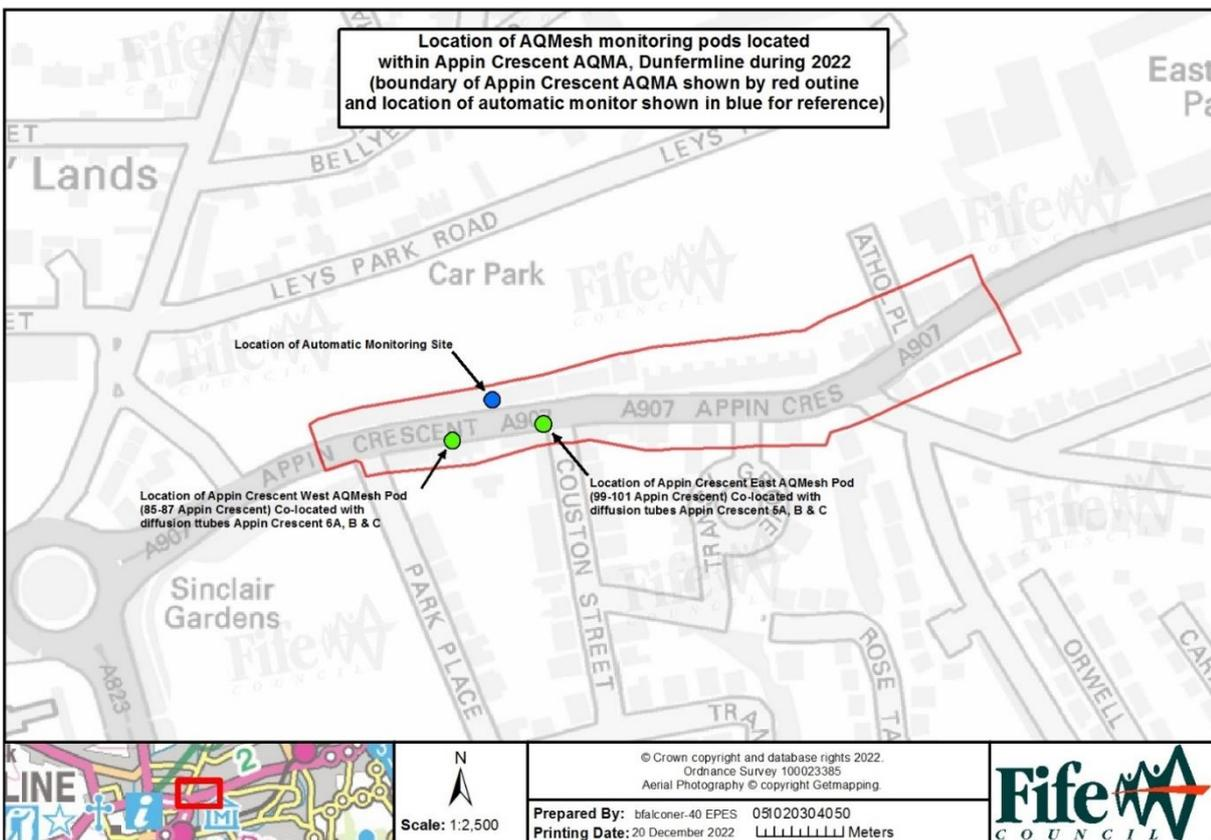 Location of AQMesh monitoring pods located
within Appin Crescent AQMA, Dunfermline during 2022
(boundary of Appin Crescent AQMA shown by red outine
and location of automatic monitor shown in blue for reference)
East
Pa
ET
' Lands
BELLYE
LEYS P
LEYS PARK ROAD
Car Park
ET
ATHOL PL
Location of Automatic Monitoring Site
A907
APPIN CRESCENT A907
A907 APPIN CRES
Location of Appin Crescent West AQMesh Pod
(85-87 Appin Crescent) Co-located with
diffusion ttubes Appin Crescent 6A, B & C
Location of Appin Crescent East AQMesh Pod
(99-101 Appin Crescent) Co-located with
diffusion tubes Appin Crescent 5A, B & C
A907
Sinclair
Gardens
PARK PLACE
COUSTON STREET
A823
ORWELL
TRAN
Fife
COUNCIL
LINE
2
i
M
N
Scale: 1:2,500
© Crown copyright and database rights 2022.
Ordnance Survey 100023385
Aerial Photography © copyright Getmapping.
Prepared By: bfalconer-40 EPES
Printing Date: 20 December 2022
0 5 10 20 30 40 50
Meters
Fife
COUNCIL